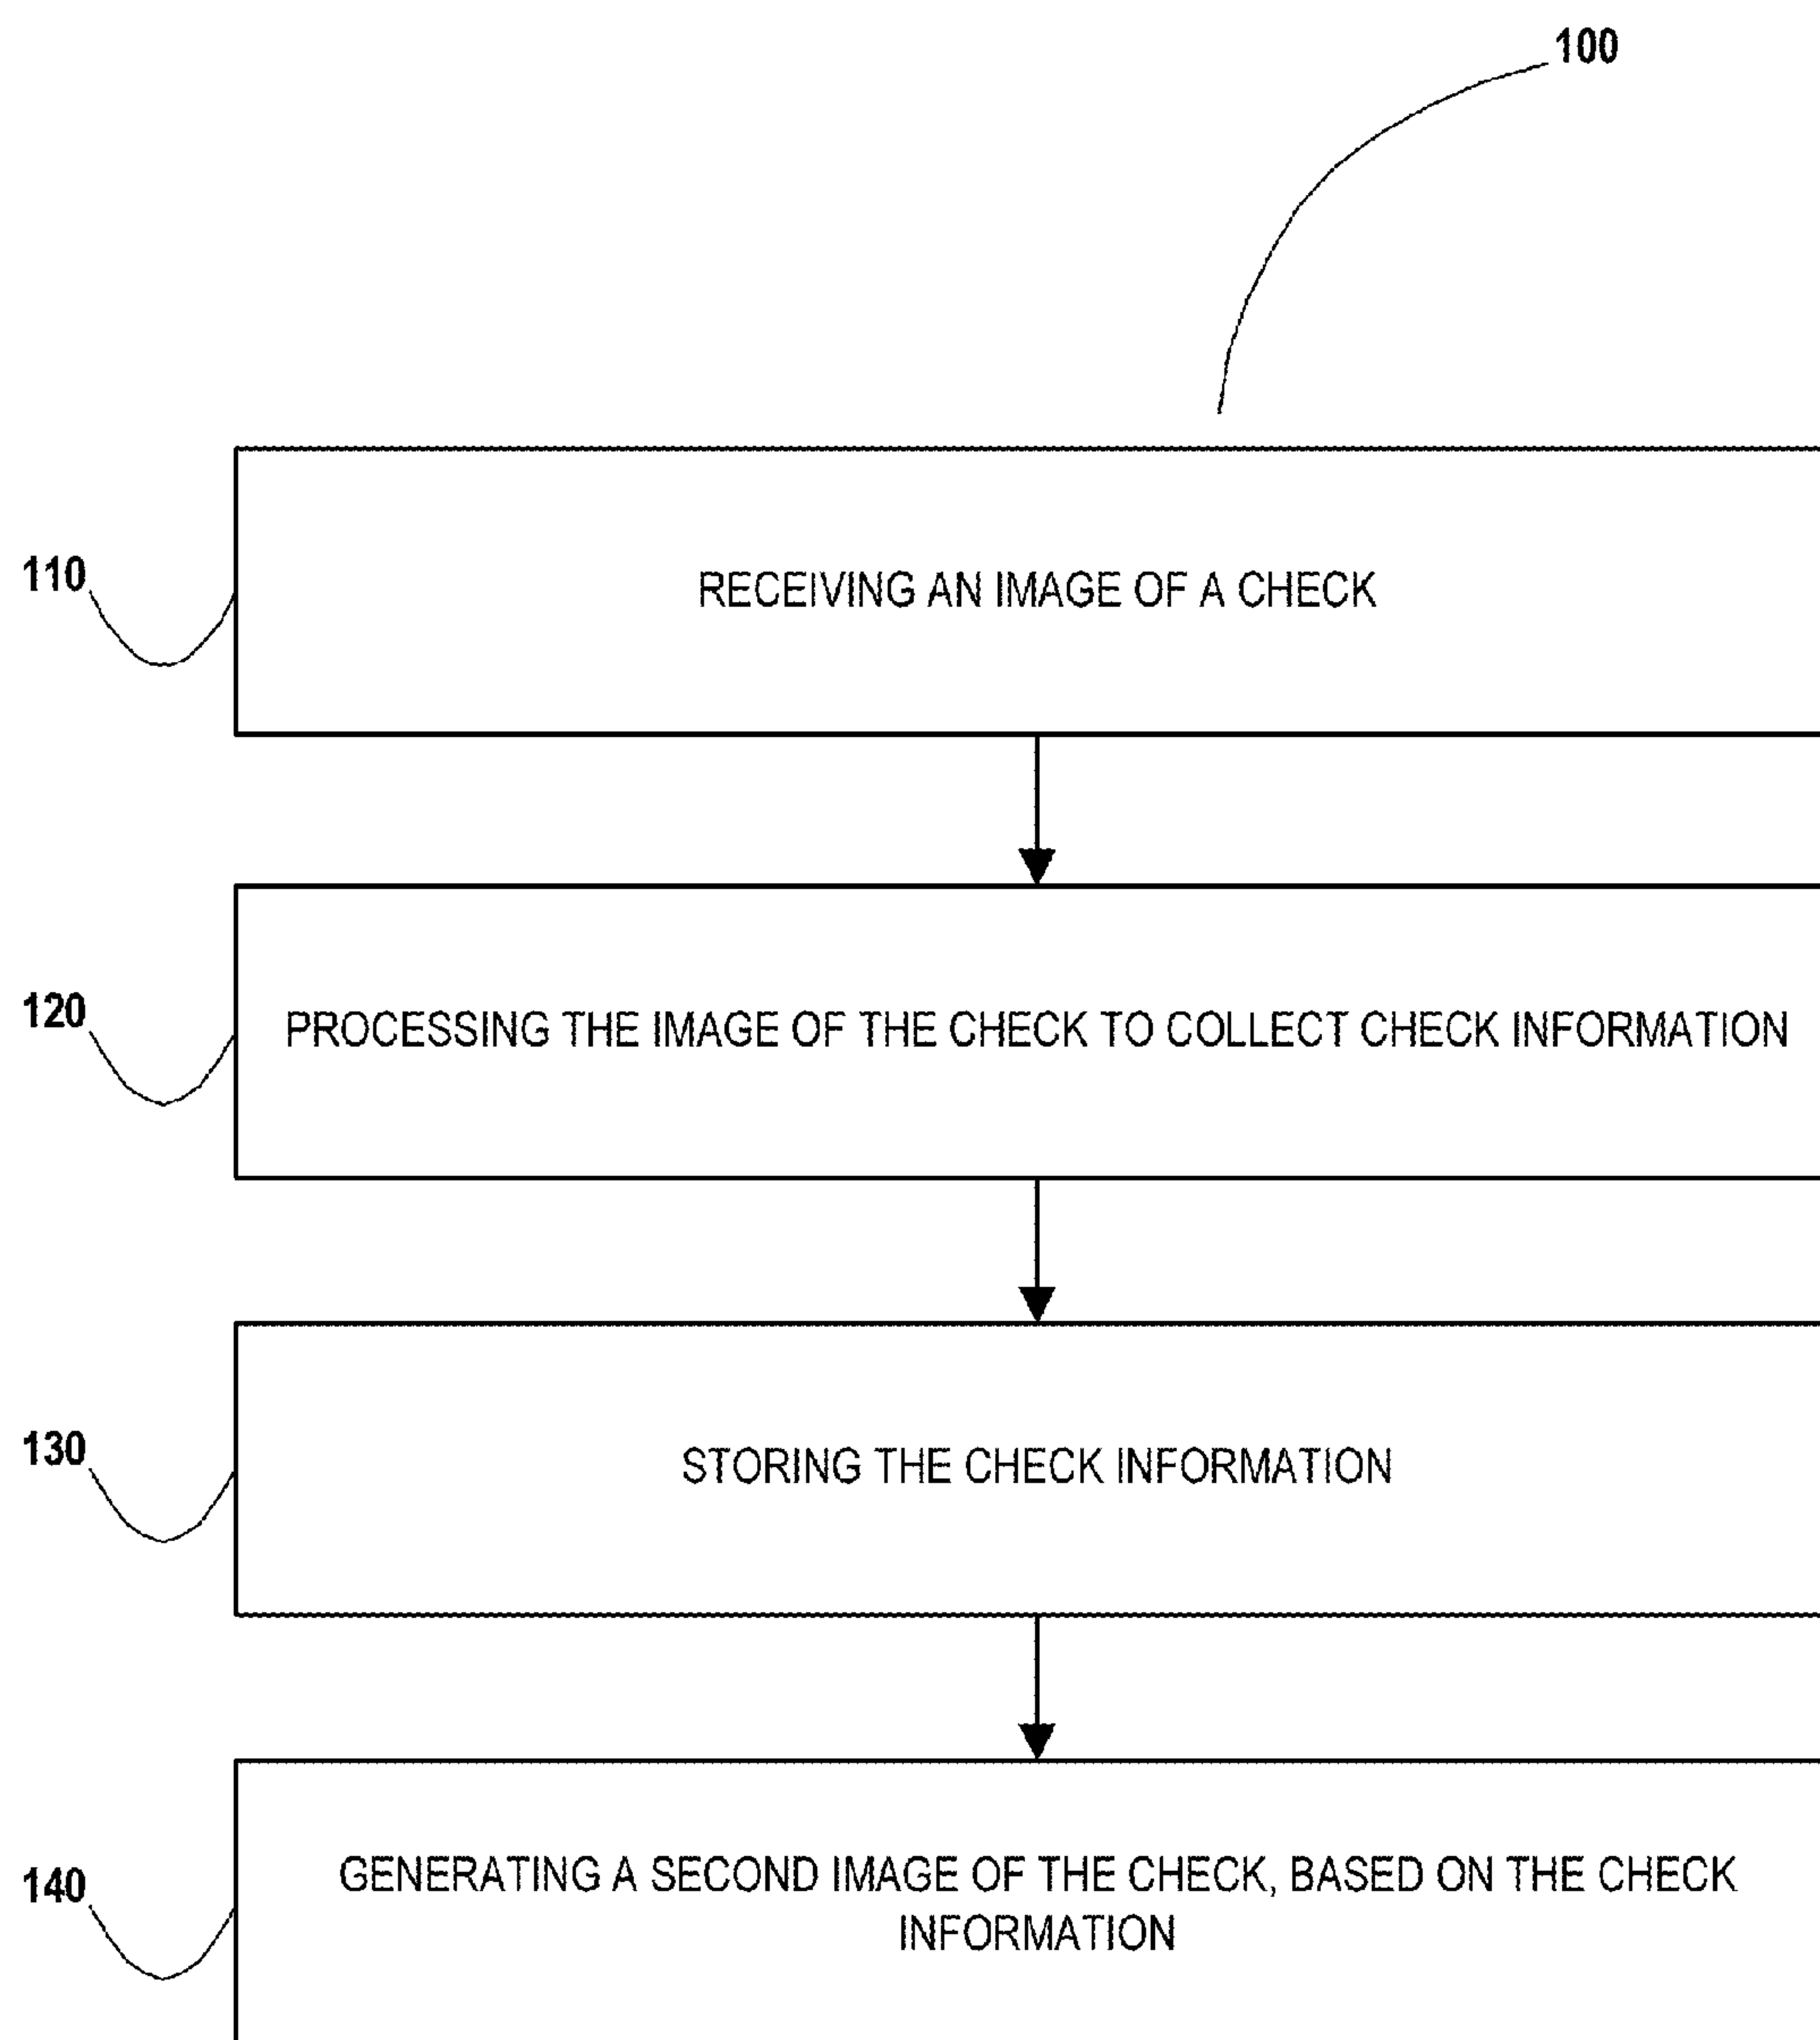 100
110
RECEIVING AN IMAGE OF A CHECK
120
PROCESSING THE IMAGE OF THE CHECK TO COLLECT CHECK INFORMATION
130
STORING THE CHECK INFORMATION
140
GENERATING A SECOND IMAGE OF THE CHECK, BASED ON THE CHECK
INFORMATION